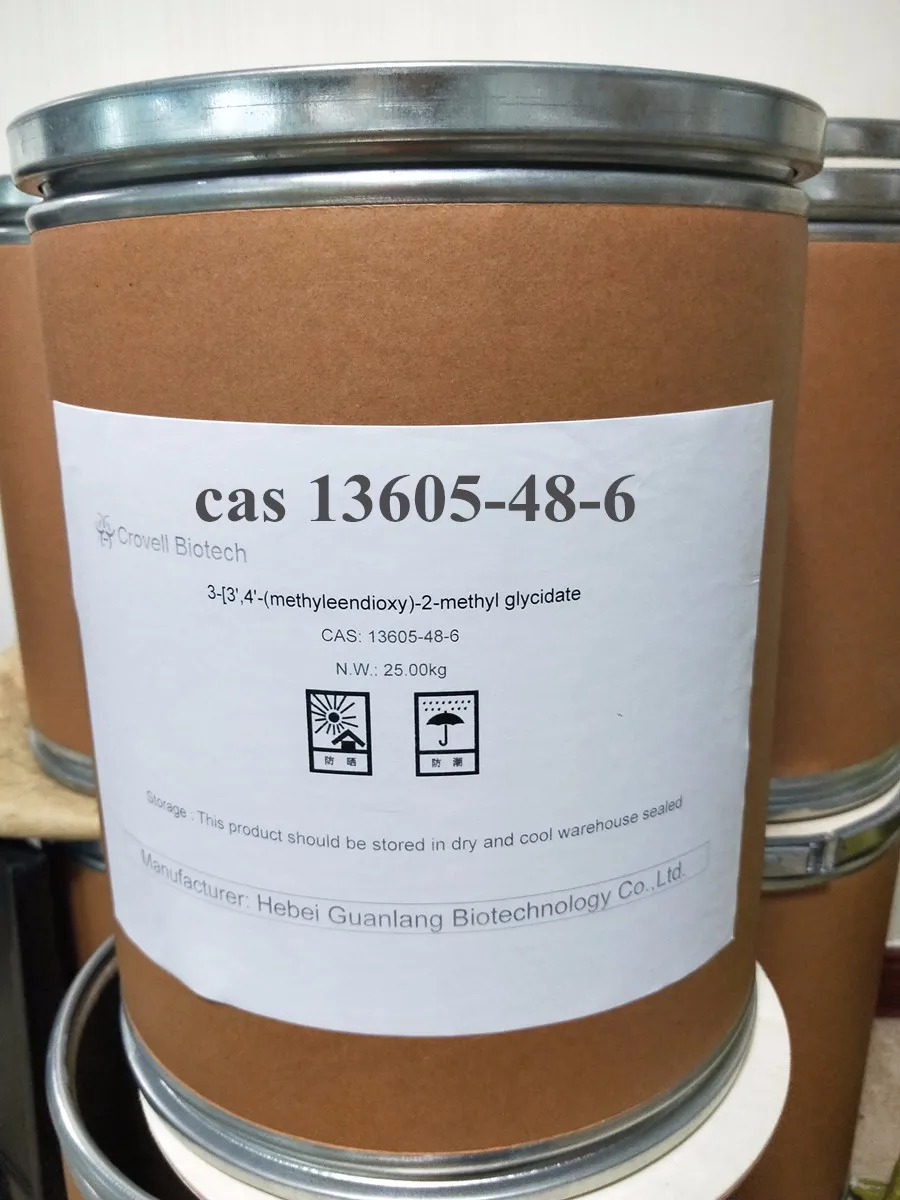 cas 13605-48-6
Crovell Biotech
3-[3',4'-(methyleendioxy)-2-methyl glycidate
CAS: 13605-48-6
N.W.: 25.00kg
防 晒
防 潮
Storage : This product should be stored in dry and cool warehouse sealed
Manufacturer: Hebei Guanlang Biotechnology Co.,Ltd.